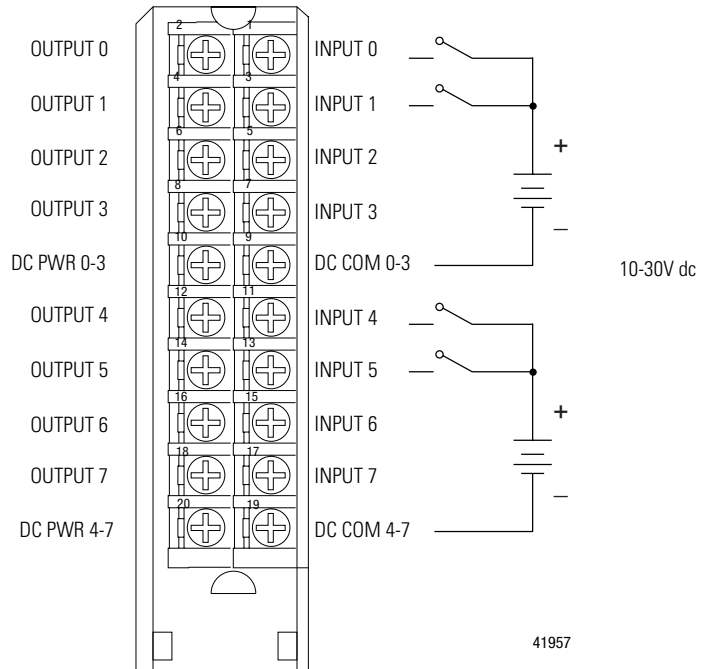 2 1
OUTPUT 0 INPUT 0
4 3
OUTPUT 1 INPUT 1
6 5
OUTPUT 2 INPUT 2 +
8 7
OUTPUT 3 INPUT 3 –
10 9
DC PWR 0-3 DC COM 0-3 10-30V dc
12 11
OUTPUT 4 INPUT 4
14 13
OUTPUT 5 INPUT 5
16 15 +
OUTPUT 6 INPUT 6
18 17
OUTPUT 7 INPUT 7 –
20 19
DC PWR 4-7 DC COM 4-7
41957